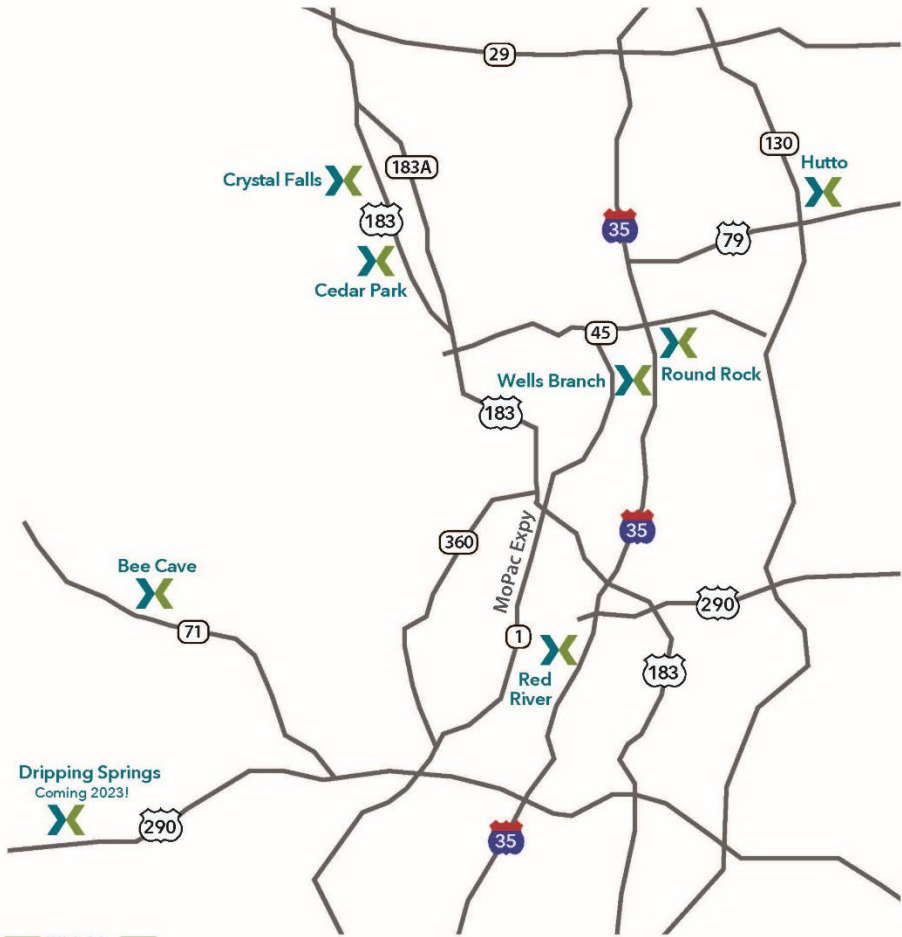 29
130
183A
Hutto
Crystal Falls
183
35
79
Cedar Park
45
Wells Branch
Round Rock
183
35
360
MoPac Expy
Bee Cave
290
71
1
Red
River
183
Dripping Springs
Coming 2023!
290
35